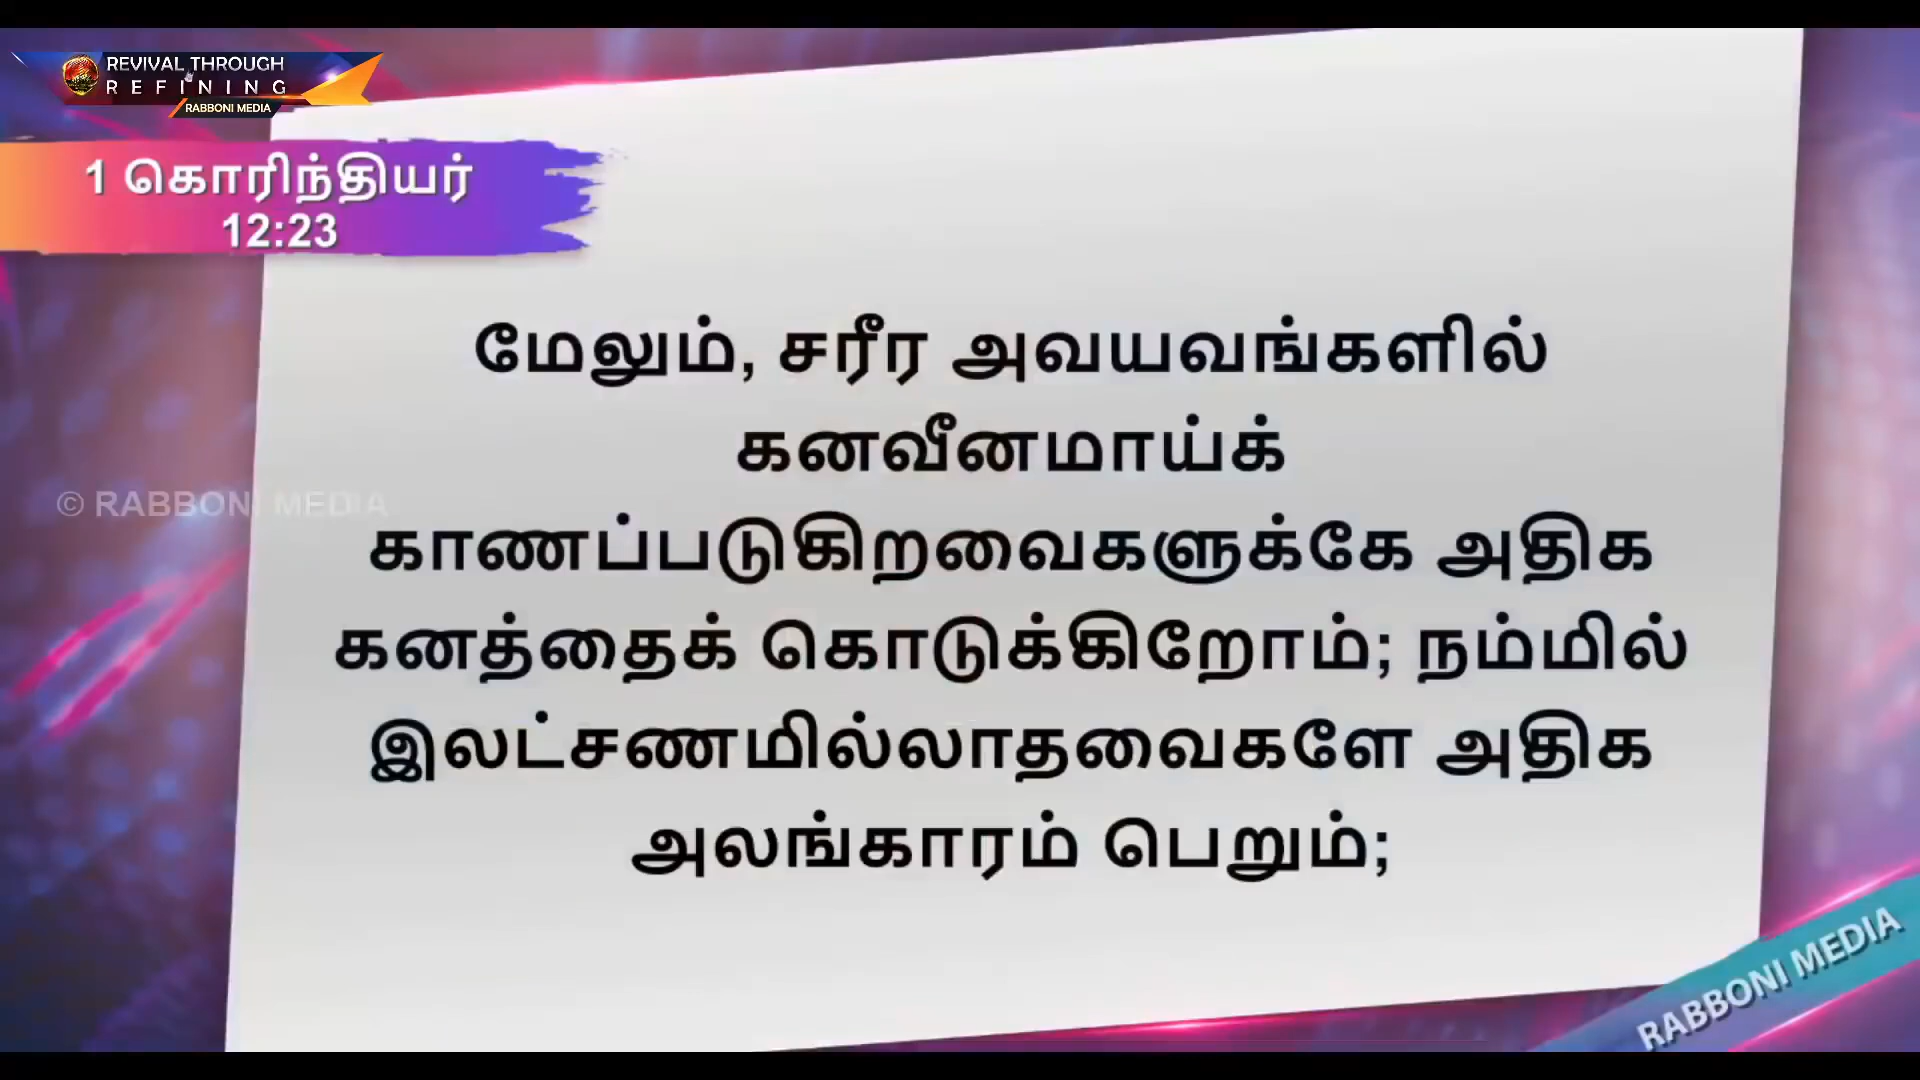 REVIVAL THROUGH
REFINING
RABBONI MEDIA
1 கொரிந்தியர்
12:23
மேலும், சரீர அவயவங்களில்
கனவீனமாய்க்
© RABBONI MEDIA
காணப்படுகிறவைகளுக்கே அதிக
கனத்தைக் கொடுக்கிறோம்; நம்மில்
இலட்சணமில்லாதவைகளே அதிக
அலங்காரம் பெறும்;
RABBONI MEDIA